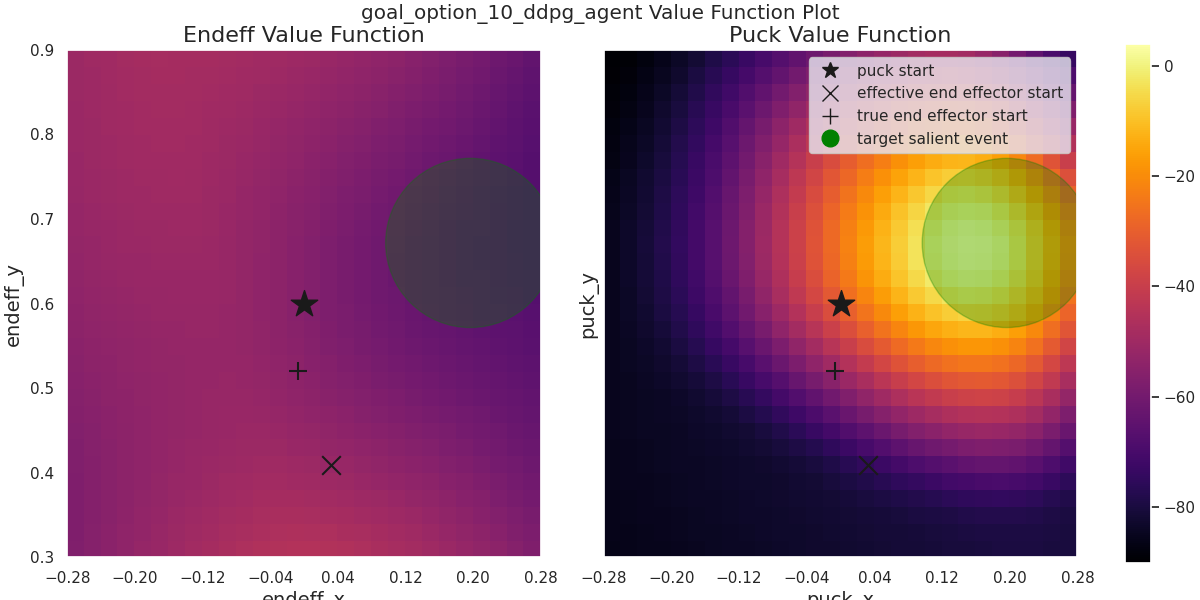 goal_option_10_ddpg_agent Value Function Plot
Endeff Value Function
Puck Value Function
0.9
0.8
0.7
0.6
0.5
0.4
0.3
endeff_y
−0.28 −0.20 −0.12 −0.04 0.04 0.12 0.20 0.28
endeff_x
puck start
effective end effector start
true end effector start
target salient event
puck_y
−0.28 −0.20 −0.12 −0.04 0.04 0.12 0.20 0.28
puck_x
0
−20
−40
−60
−80